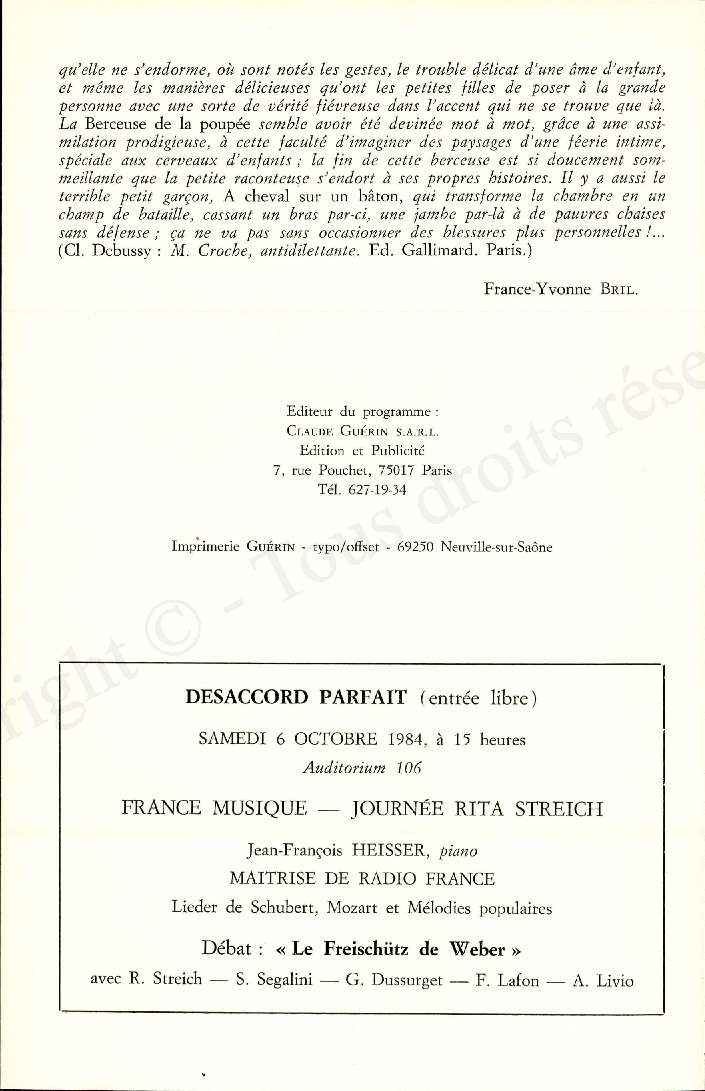 qu'elle ne s'endorme, où sont notés les gestes, le trouble délicat d'une âme d'enfant,
et même les manières délicieuses qu'ont les petites filles de poser à la grande
personne avec une sorte de vérité fiévreuse dans l'accent qui ne se trouve que là.
La Berceuse de la poupée semble avoir été devinée mot à mot, grâce à une assi-
milation prodigieuse, à cette faculté d'imaginer des paysages d'une féerie intime,
spéciale aux cerveaux d'enfants ; la fin de cette berceuse est si doucement som-
meillante que la petite raconteuse s'endort à ses propres histoires. Il y a aussi le
terrible petit garçon, A cheval sur un bâton, qui transforme la chambre en un
champ de bataille, cassant un bras par-ci, une jambe par-là à de pauvres chaises
sans défense ; ça ne va pas sans occasionner des blessures plus personnelles !...
(Cl. Debussy : M. Croche, antidilettante. Ed. Gallimard. Paris.)
France-Yvonne BRIL.
Editeur du programme :
CLAUDE GUÉRIN S.A.R.L.
Edition et Publicité
7, rue Pouchet, 75017 Paris
Tél. 627-19-34
Imprimerie GUÉRIN - typo/offset - 69250 Neuville-sur-Saône
right © - Tous droits rése
DESACCORD PARFAIT (entrée libre)
SAMEDI 6 OCTOBRE 1984, à 15 heures
Auditorium 106
FRANCE MUSIQUE — JOURNÉE RITA STREICH
Jean-François HEISSER, piano
MAITRISE DE RADIO FRANCE
Lieder de Schubert, Mozart et Mélodies populaires
Débat : « Le Freischütz de Weber »
avec R. Streich — S. Segalini — G. Dussurget — F. Lafon — A. Livio